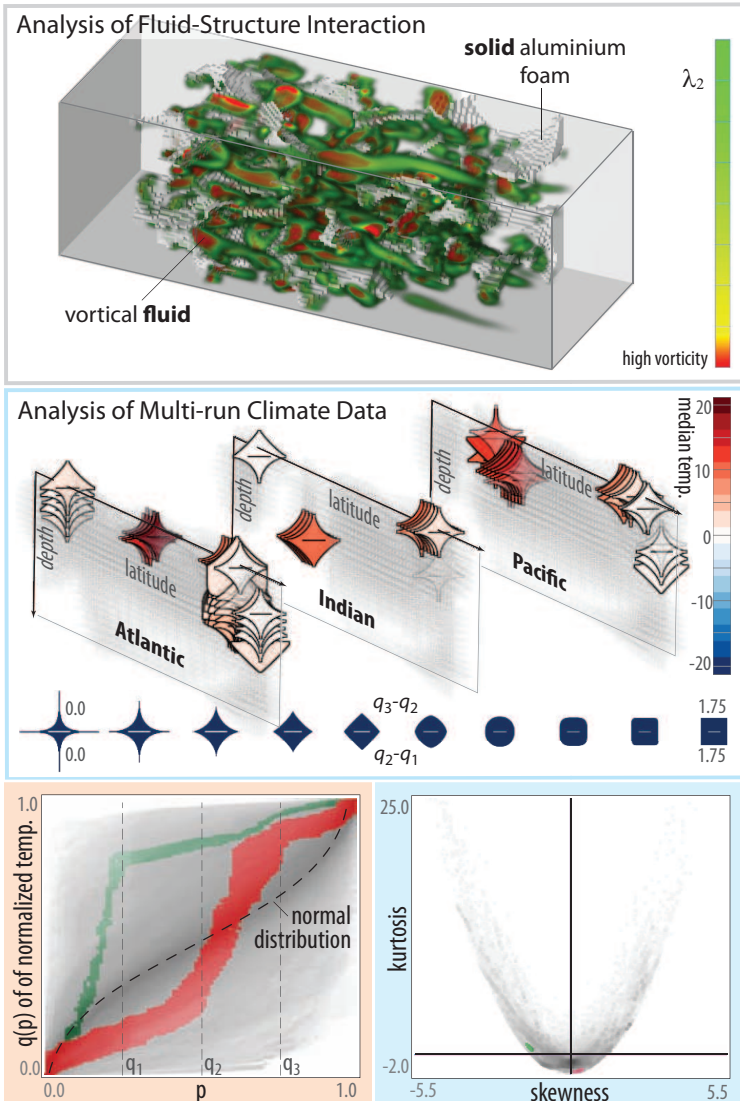 Analysis of Fluid-Structure Interaction
solid aluminium
foam
λ2
vortical fluid
high vorticity
Analysis of Multi-run Climate Data
median temp.
20
10
0
-10
-20
depth
latitude
Atlantic
depth
latitude
Indian
depth
latitude
Pacific
0.0
0.0
q3-q2
q2-q1
1.75
1.75
q(p) of of normalized temp.
1.0
0.0
normal
distribution
q1
q2
q3
0.0
p
1.0
kurtosis
25.0
-2.0
-5.5
skewness
5.5